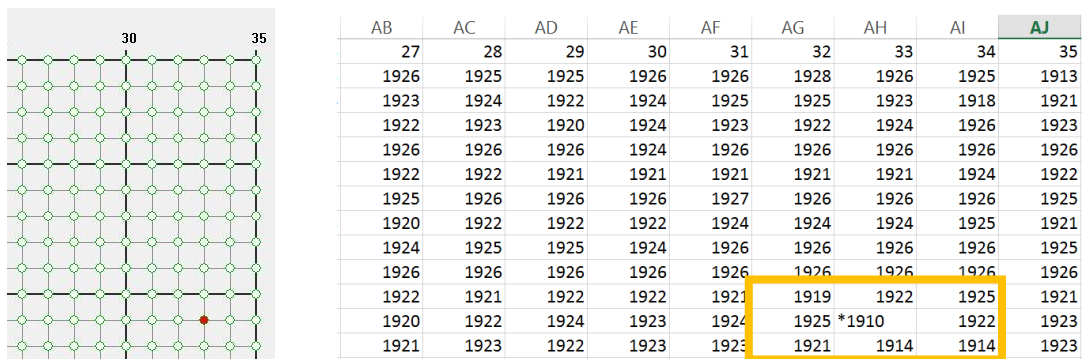 30 35
AB AC AD AE AF AG AH AI AJ
27 28 29 30 31 32 33 34 35
1926 1925 1925 1926 1926 1928 1926 1925 1913
1923 1924 1922 1924 1925 1925 1923 1918 1921
1922 1923 1920 1924 1923 1922 1924 1926 1923
1926 1926 1926 1924 1926 1926 1926 1926 1926
1922 1922 1921 1921 1921 1921 1921 1924 1922
1925 1926 1926 1926 1927 1926 1926 1926 1925
1920 1922 1922 1922 1924 1924 1924 1925 1921
1924 1925 1925 1924 1926 1926 1926 1926 1925
1926 1926 1926 1926 1926 1926 1926 1926 1926
1922 1921 1922 1922 1921 1919 1922 1925 1921
1920 1922 1924 1923 1924 1925 *1910 1922 1923
1921 1923 1922 1923 1923 1921 1914 1914 1923